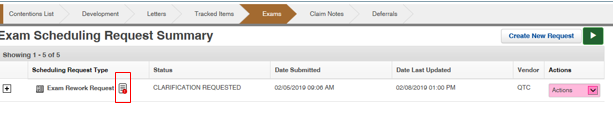 Contentions List Development Letters Tracked Items Exams Claim Notes Deferrals
Exam Scheduling Request Summary
Create New Request
Showing 1 - 5 of 5
Scheduling Request Type Status Date Submitted Date Last Updated Vendor Actions
Exam Rework Request CLARIFICATION REQUESTED 02/05/2019 09:06 AM 02/08/2019 01:00 PM QTC Actions